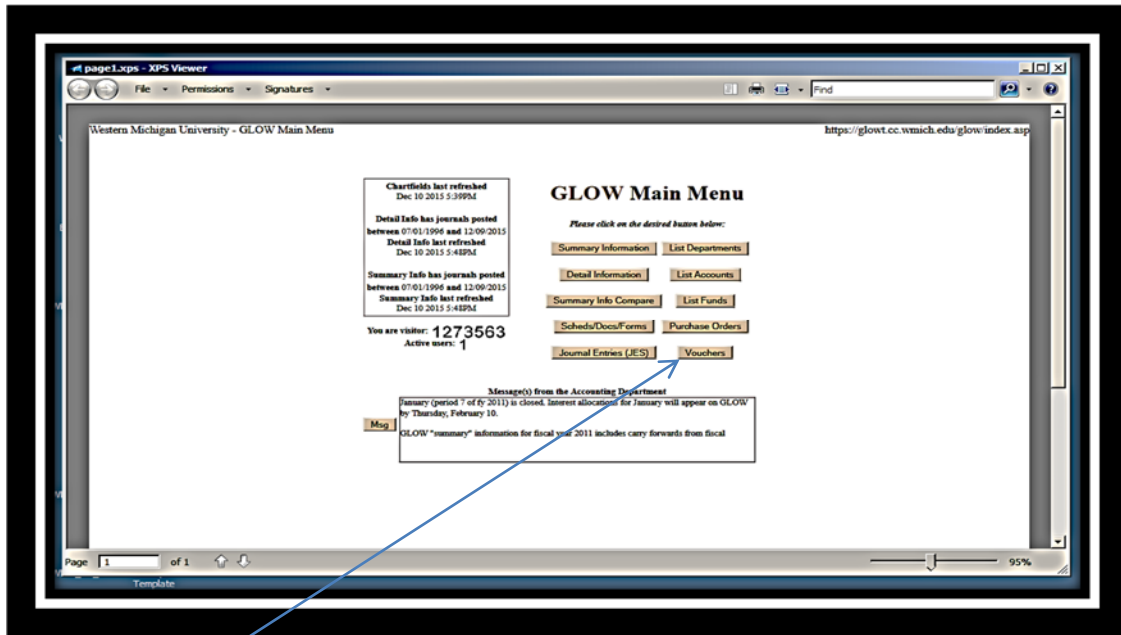 page1.xps - XPS Viewer
File Permissions Signatures Find
Western Michigan University - GLOW Main Menu https://glowt.cc.wmich.edu/glow/index.asp
Chartfields last refreshed
Dec 10 2015 5:39PM
Detail Info has journals posted
between 07/01/1996 and 12/09/2015
Detail Info last refreshed
Dec 10 2015 5:48PM
Summary Info has journals posted
between 07/01/1996 and 12/09/2015
Summary Info last refreshed
Dec 10 2015 5:48PM
You are visitor: 1273563
Active users: 1
GLOW Main Menu
Please click on the desired button below:
Summary Information List Departments
Detail Information List Accounts
Summary Info Compare List Funds
Scheds/Docs/Forms Purchase Orders
Journal Entries (JES) Vouchers
Message(s) from the Accounting Department
Msg
January (period 7 of fy 2011) is closed. Interest allocations for January will appear on GLOW
by Thursday, February 10.
GLOW "summary" information for fiscal year 2011 includes carry forwards from fiscal
Page 1 of 1 95%
Template